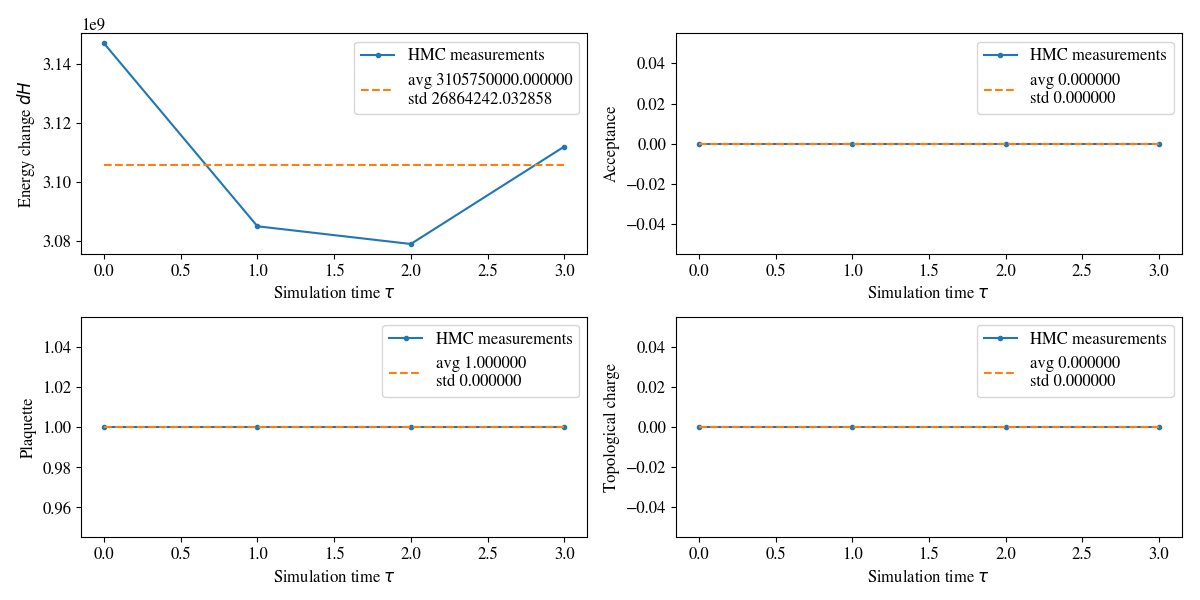 1e9
3.14
3.12
3.10
3.08
Energy change dH
HMC measurements
avg 3105750000.000000
std 26864242.032858
0.0 0.5 1.0 1.5 2.0 2.5 3.0
Simulation time τ
0.04
0.02
0.00
−0.02
−0.04
Acceptance
HMC measurements
avg 0.000000
std 0.000000
0.0 0.5 1.0 1.5 2.0 2.5 3.0
Simulation time τ
1.04
1.02
1.00
0.98
0.96
Plaquette
HMC measurements
avg 1.000000
std 0.000000
0.0 0.5 1.0 1.5 2.0 2.5 3.0
Simulation time τ
0.04
0.02
0.00
−0.02
−0.04
Topological charge
HMC measurements
avg 0.000000
std 0.000000
0.0 0.5 1.0 1.5 2.0 2.5 3.0
Simulation time τ